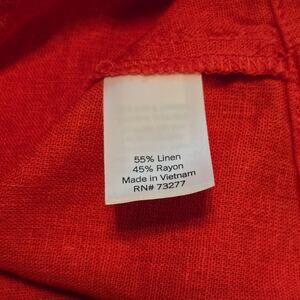 55% Linen
45% Rayon
Made in Vietnam
RN# 73277